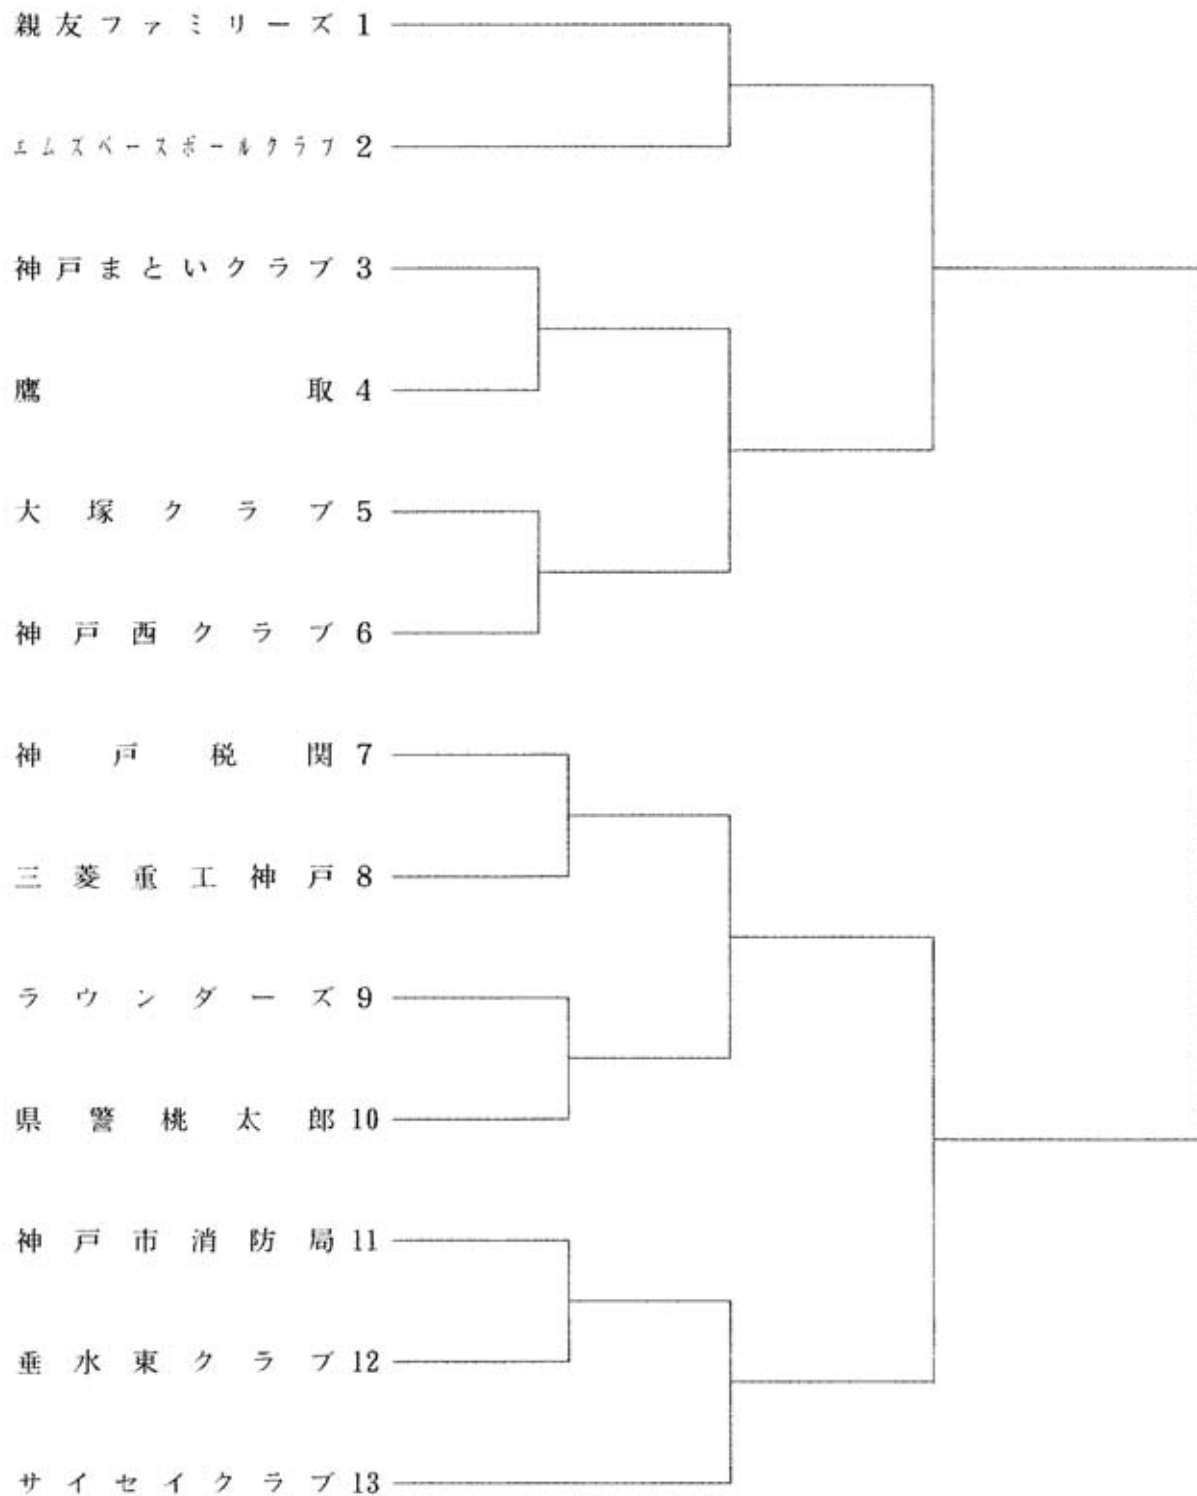 親友ファミリーズ 1
エムズベースボールクラブ 2
神戸まといクラブ 3
鷹取 4
大塚クラブ 5
神戸西クラブ 6
神戸税関 7
三菱重工神戸 8
ラウンダーズ 9
県警桃太郎 10
神戸市消防局 11
垂水東クラブ 12
サイセイクラブ 13